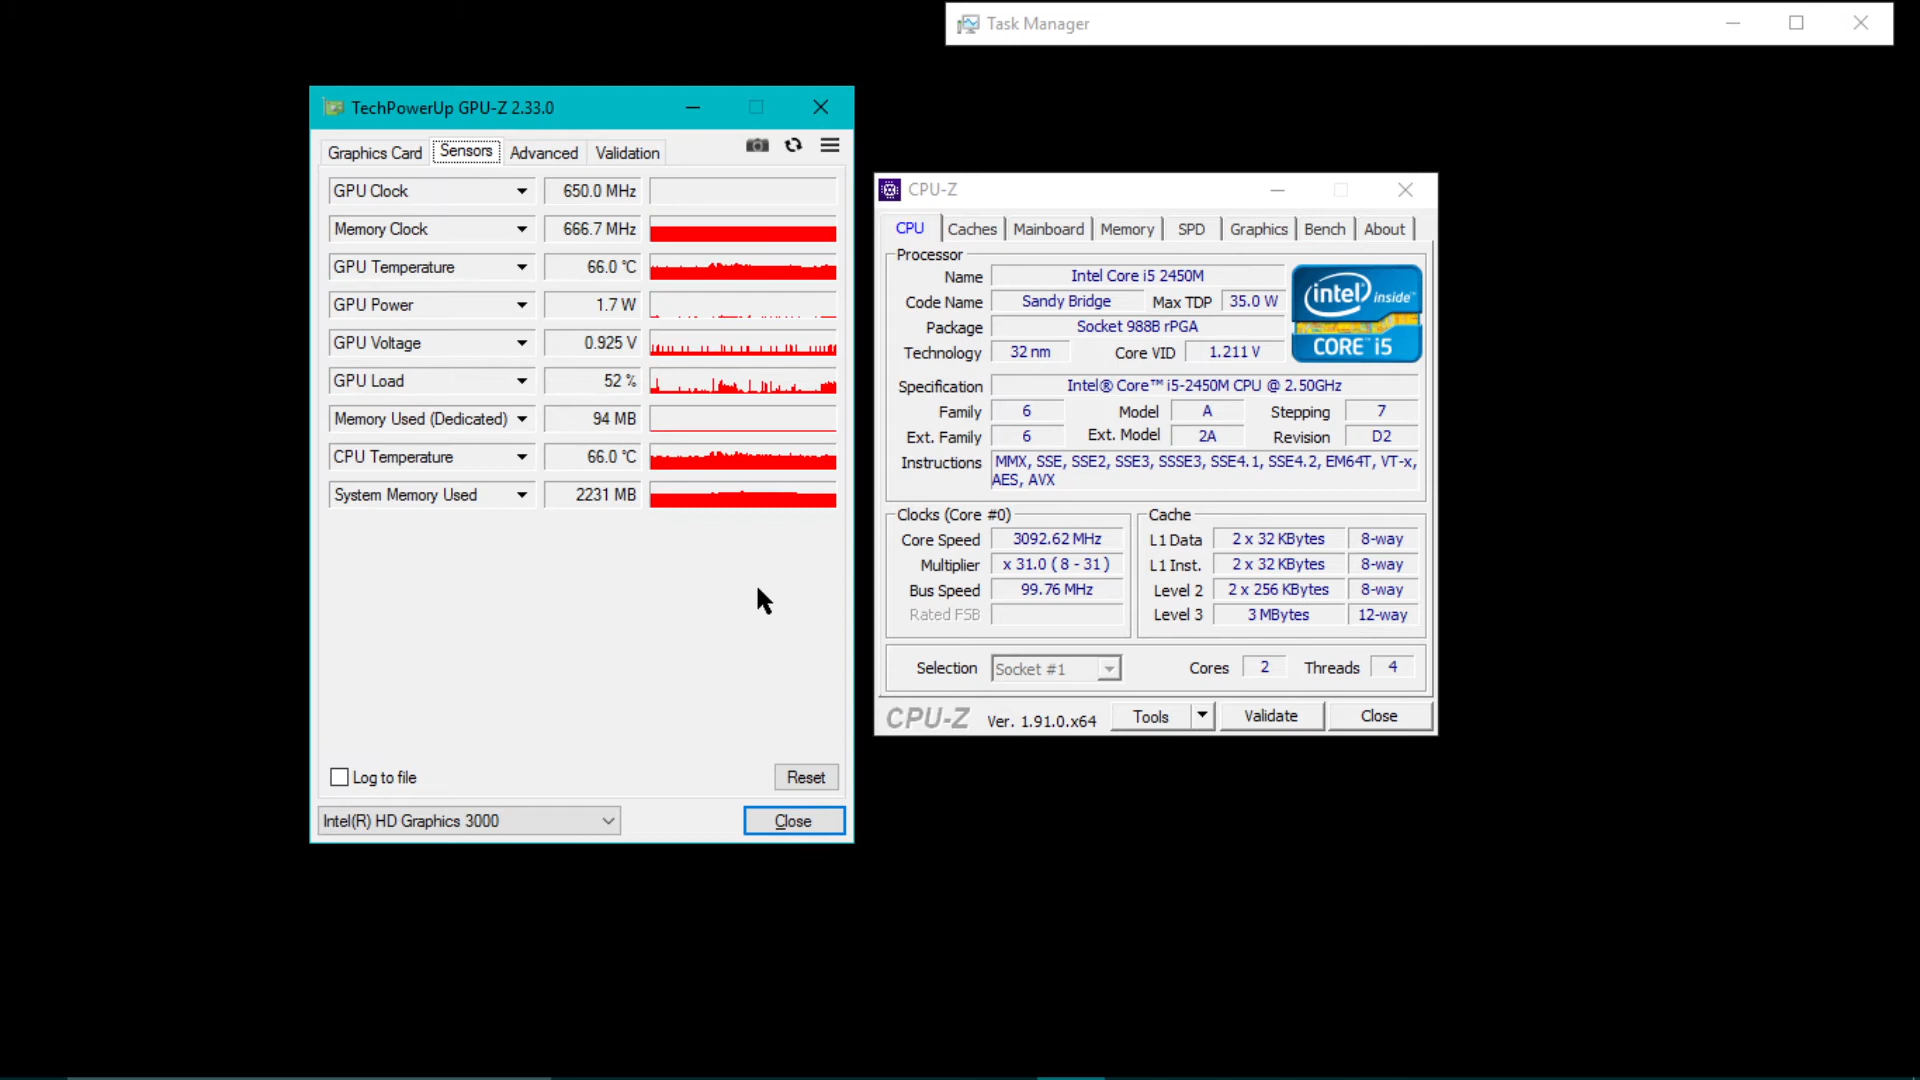 Task Manager
TechPowerUp GPU-Z 2.33.0
Graphics Card Sensors Advanced Validation
GPU Clock 650.0 MHz
Memory Clock 666.7 MHz
GPU Temperature 66.0 °C
GPU Power 1.7 W
GPU Voltage 0.925 V
GPU Load 52 %
Memory Used (Dedicated) 94 MB
CPU Temperature 66.0 °C
System Memory Used 2231 MB
Log to file Reset
Intel(R) HD Graphics 3000 Close
CPU-Z
CPU Caches Mainboard Memory SPD Graphics Bench About
Processor
Name Intel Core i5 2450M
Code Name Sandy Bridge Max TDP 35.0 W
Package Socket 988B rPGA
Technology 32 nm Core VID 1.211 V
intel inside™
CORE™ i5
Specification Intel® Core™ i5-2450M CPU @ 2.50GHz
Family 6 Model A Stepping 7
Ext. Family 6 Ext. Model 2A Revision D2
Instructions MMX, SSE, SSE2, SSE3, SSSE3, SSE4.1, SSE4.2, EM64T, VT-x,
AES, AVX
Clocks (Core #0)
Core Speed 3092.62 MHz
Multiplier x 31.0 ( 8 - 31 )
Bus Speed 99.76 MHz
Rated FSB
Cache
L1 Data 2 x 32 KBytes 8-way
L1 Inst. 2 x 32 KBytes 8-way
Level 2 2 x 256 KBytes 8-way
Level 3 3 MBytes 12-way
Selection Socket #1 Cores 2 Threads 4
CPU-Z Ver. 1.91.0.x64 Tools Validate Close